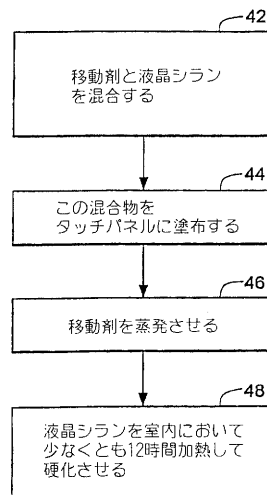 42
移動剤と液晶シラン
を混合する
44
この混合物を
タッチパネルに塗布する
46
移動剤を蒸発させる
48
液晶シランを室内において
少なくとも12時間加熱して
硬化させる